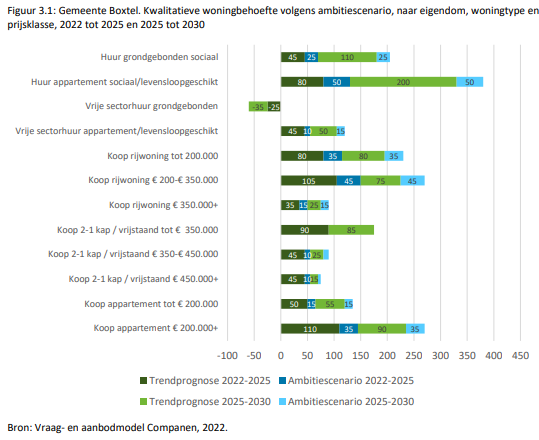 Figuur 3.1: Gemeente Boxtel. Kwalitatieve woningbehoefte volgens ambitiescenario, naar eigendom, woningtype en
prijsklasse, 2022 tot 2025 en 2025 tot 2030
Huur grondgebonden sociaal 45 25 110 25
Huur appartement sociaal/levensloopgeschikt 80 50 200 50
Vrije sectorhuur grondgebonden -35 -25
Vrije sectorhuur appartement/levensloopgeschikt 45 10 50 15
Koop rijwoning tot 200.000 80 35 80 35
Koop rijwoning € 200-€ 350.000 105 45 75 45
Koop rijwoning € 350.000+ 35 15 25 15
Koop 2-1 kap / vrijstaand tot € 350.000 90 85
Koop 2-1 kap / vrijstaand € 350-€ 450.000 45 10 25
Koop 2-1 kap / vrijstaand € 450.000+ 45 10 15
Koop appartement tot € 200.000 50 15 55 15
Koop appartement € 200.000+ 110 35 90 35
-100 -50 0 50 100 150 200 250 300 350 400 450
Trendprognose 2022-2025 Ambitiescenario 2022-2025
Trendprognose 2025-2030 Ambitiescenario 2025-2030
Bron: Vraag- en aanbodmodel Companen, 2022.